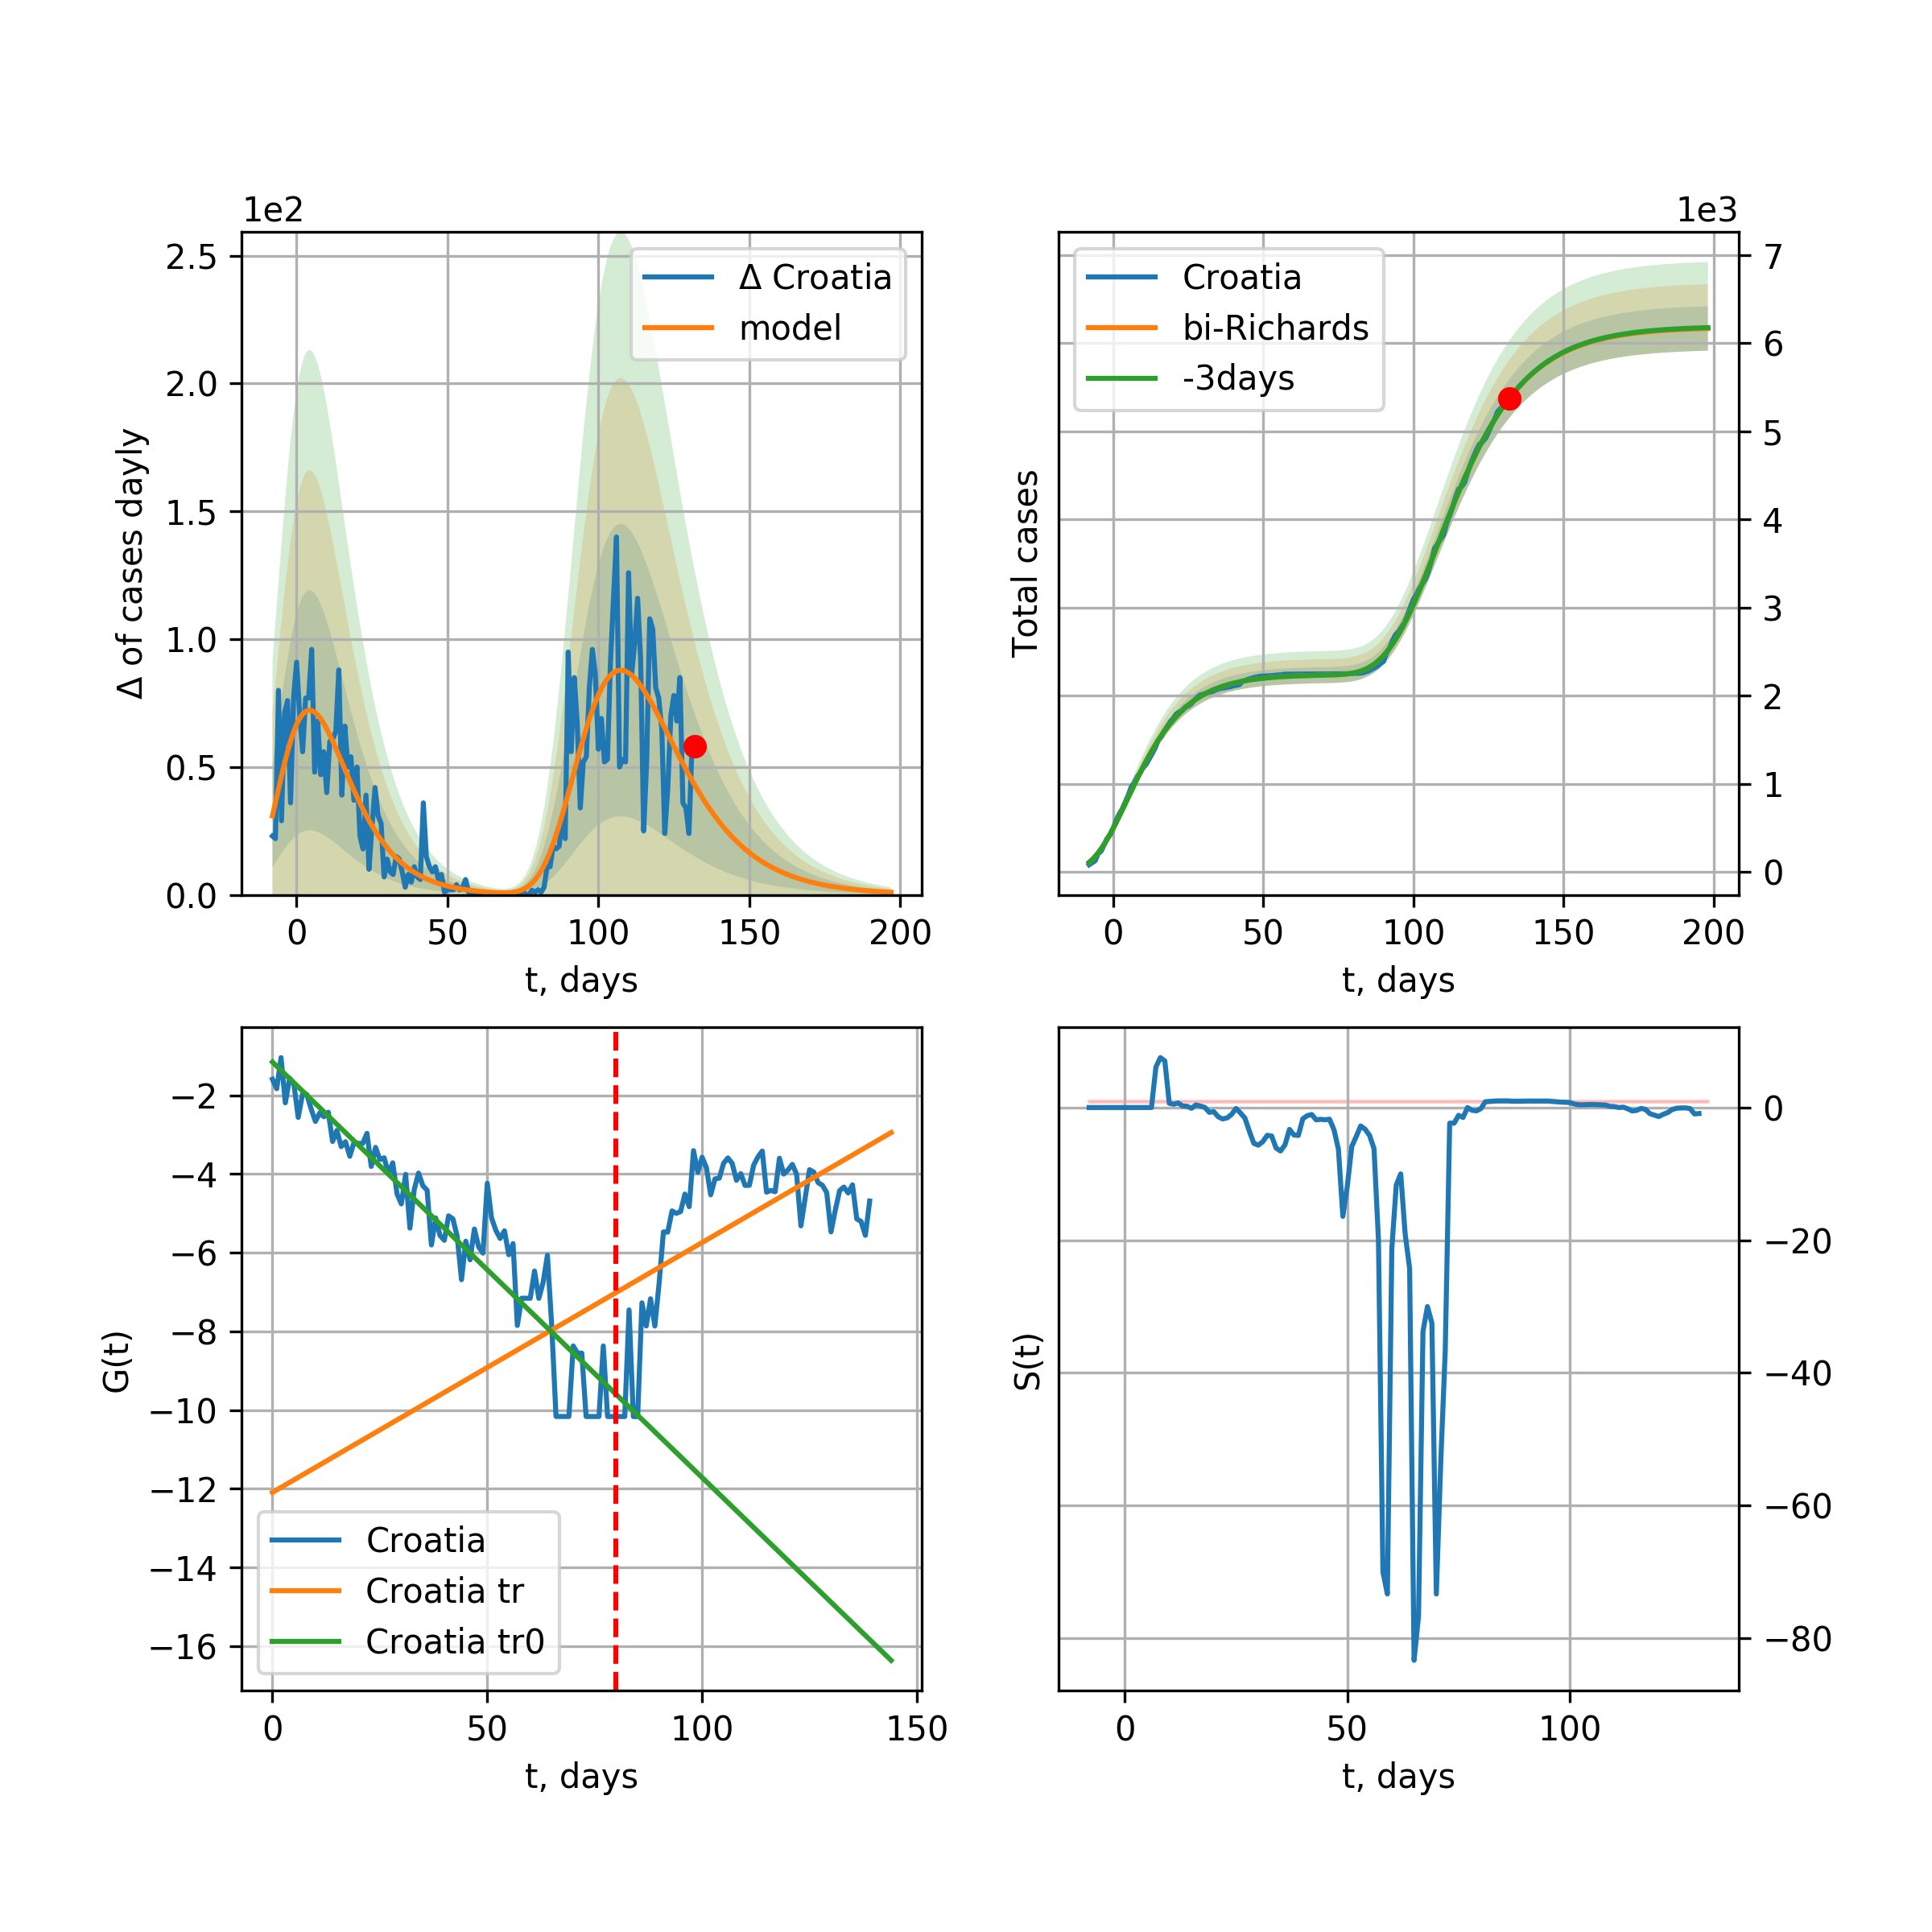 1e2
2.5
2.0
1.5
1.0
0.5
0.0
Δ of cases dayly
Δ Croatia
model
0 50 100 150 200
t, days
1e3
7
6
5
4
3
2
1
0
Total cases
Croatia
bi-Richards
-3days
0 50 100 150 200
t, days
−2
−4
−6
−8
−10
−12
−14
−16
G(t)
Croatia
Croatia tr
Croatia tr0
0 50 100 150
t, days
0
−20
−40
−60
−80
S(t)
0 50 100
t, days